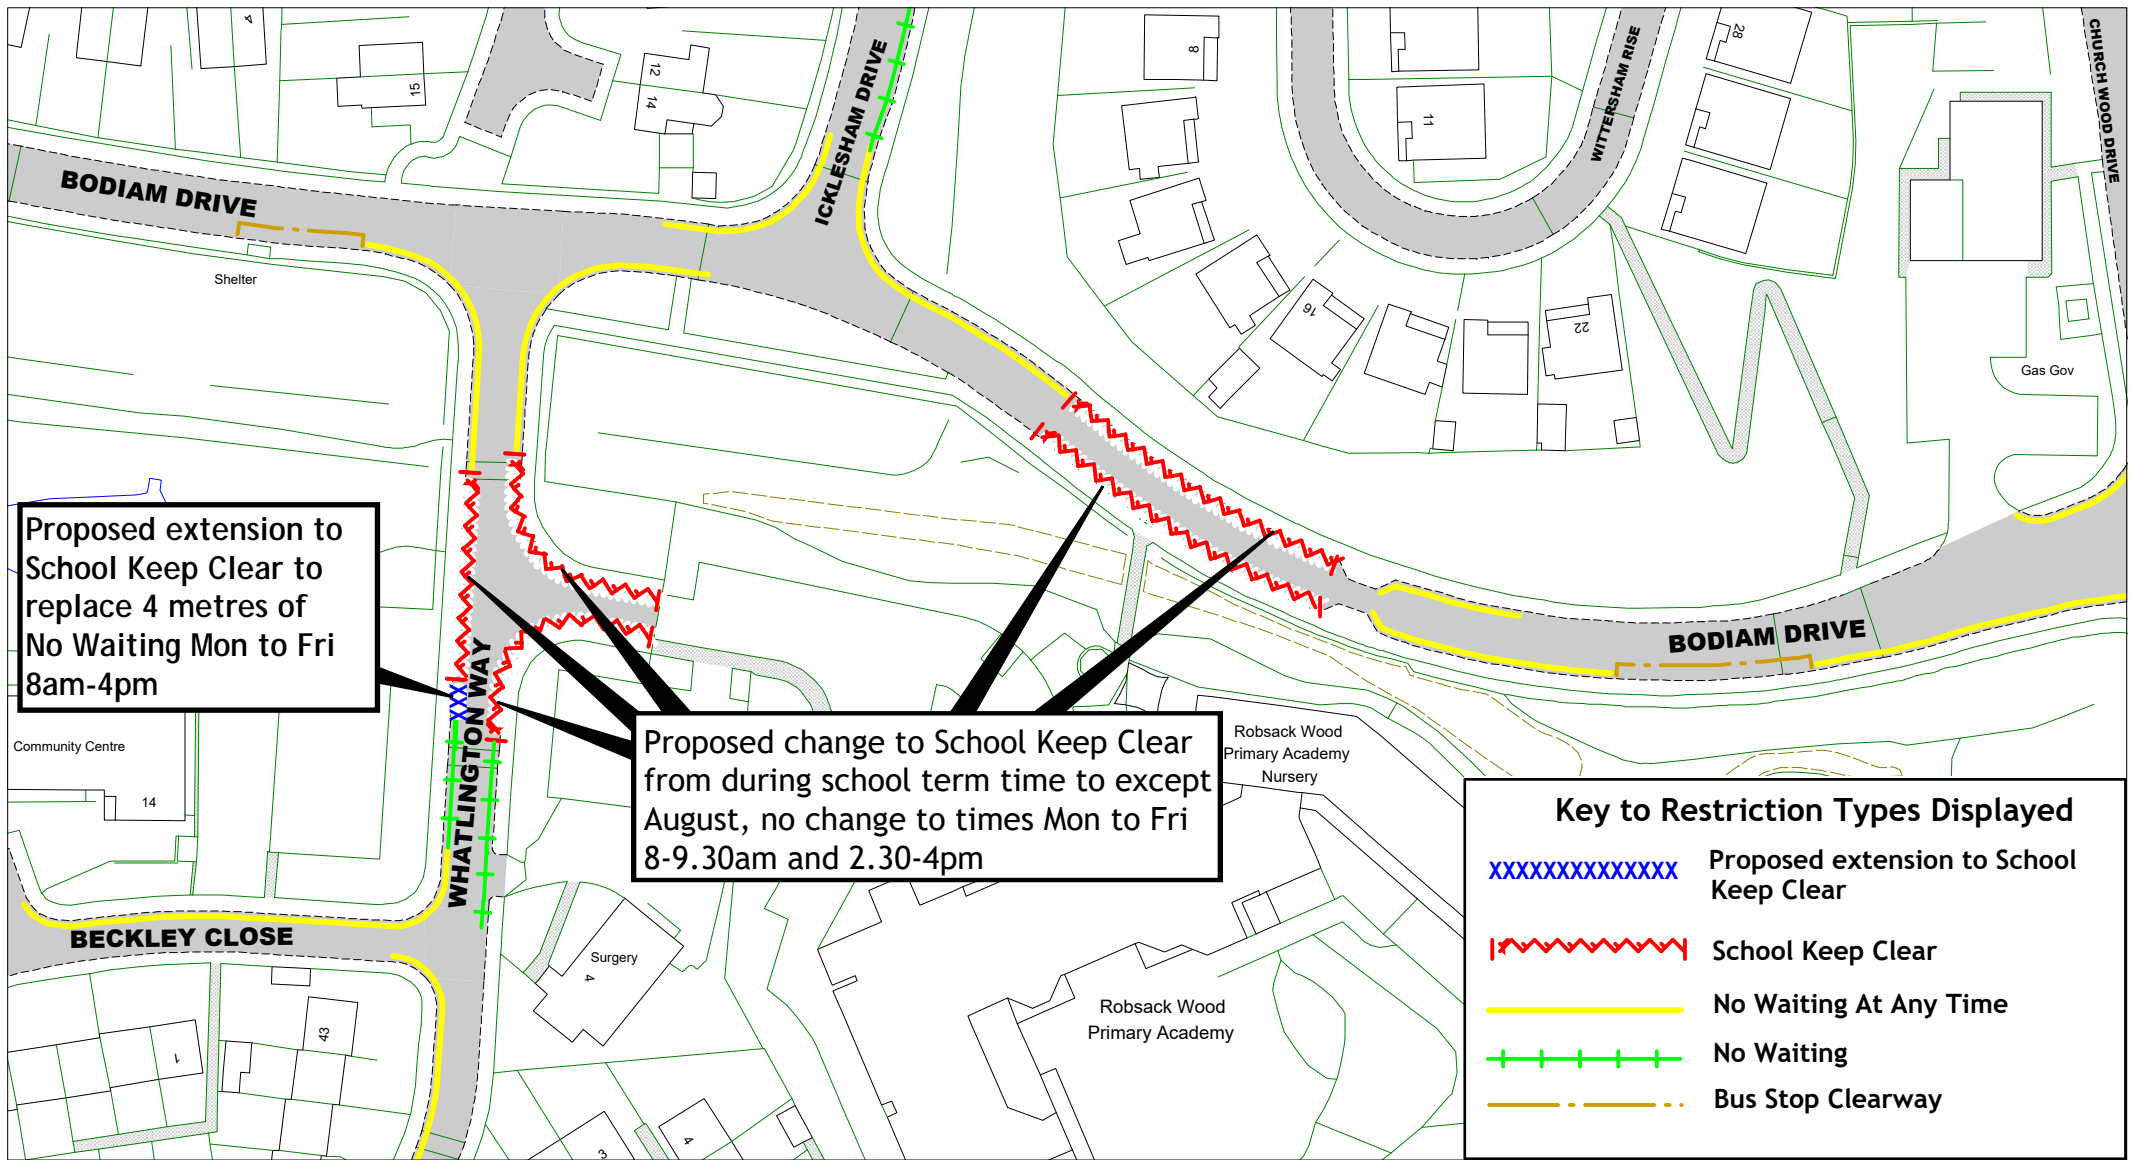 4
15
12
14
ICKLESHAM DRIVE
8
11
WITTERSHAM RISE
28
CHURCH WOOD DRIVE
BODIAM DRIVE
Shelter
16
22
Gas Gov
Proposed extension to
School Keep Clear to
replace 4 metres of
No Waiting Mon to Fri
8am-4pm
BODIAM DRIVE
WHATLINGTON WAY
Community Centre
14
Proposed change to School Keep Clear
from during school term time to except
August, no change to times Mon to Fri
8-9.30am and 2.30-4pm
Robsack Wood
Primary Academy
Nursery
BECKLEY CLOSE
Surgery
4
43
1
3
4
Robsack Wood
Primary Academy
Key to Restriction Types Displayed
XXXXXXXXXXXXXX
Proposed extension to School
Keep Clear
School Keep Clear
No Waiting At Any Time
No Waiting
Bus Stop Clearway